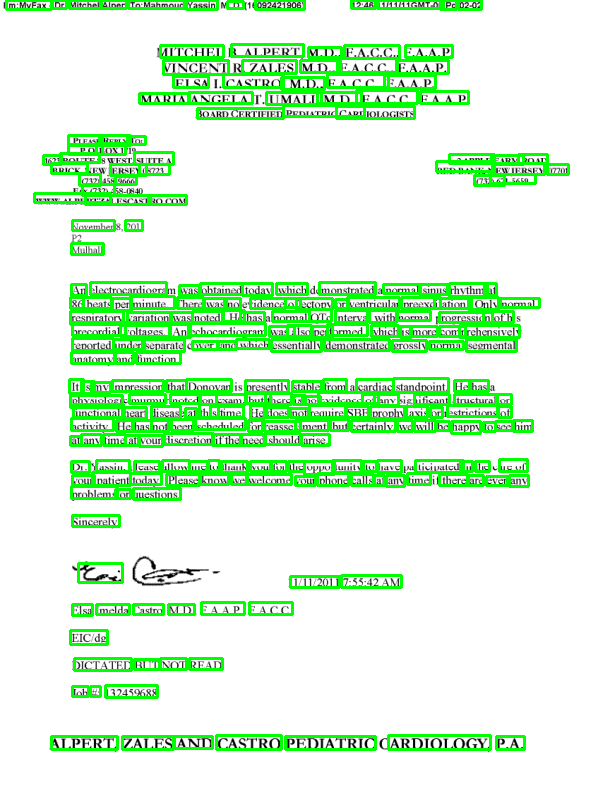 m:MyFax - Dr. Mitchel Alper To:Mahmoud Yassin, M.D. (16092421906) 12:46 1/11/11GMT-0 Pg 02-02
MITCHEL B. ALPERT, M.D., F.A.C.C., F.A.A.P.
VINCENT R. ZALES, M.D., F.A.C.C., F.A.A.P.
ELSA I. CASTRO, M.D., F.A.C.C., F.A.A.P.
MARIA ANGELA T. UMALI, M.D., F.A.C.C., F.A.A.P.
BOARD CERTIFIED PEDIATRIC CARDIOLOGISTS
PLEASE REPLY TO:
P.O. BOX
ROUTE 88 WEST, SUITE A
BRICK, NEW JERSEY 08723
(732) 458-9666
Fax (732) 458-0840
WWW.ALPERTZALESCASTRO.COM
APPLE FARM ROAD
RED BANK, NEW JERSEY 07701
November 8, 201
P2
Mulhall
An electrocardiogram was obtained today, which demonstrated a normal sinus rhythm at
86 beats per minute. There was no evidence of ectopy or ventricular preexcitation. Only normal
respiratory variation was noted. He has a normal QTc interval with normal progression of his
precordial voltages. An echocardiogram was also performed, which is more comprehensively
reported under separate cover, and which essentially demonstrated grossly normal segmental
anatomy and function.
It is my impression that Donovan is presently stable from a cardiac standpoint. He has a
physiologic murmur noted on exam, but there is no evidence of any significant structural or
functional heart disease at this time. He does not require SBE prophylaxis or restrictions of
activity. He has not been scheduled for reassessment, but certainly, we will be happy to see him
at any time at your discretion if the need should arise.
Dr. Yassin, please allow me to thank you for the opportunity to have participated in the care of
your patient today. Please know we welcome your phone calls at any time if there are ever any
problems or questions.
Sincerely,
1/11/2011 7:55:42 AM
Elsa Imelda Castro, M.D., F.A.A.P., F.A.C.C.
EIC/dg
DICTATED BUT NOT READ
Job #: 132459688
ALPERT, ZALES AND CASTRO PEDIATRIC CARDIOLOGY, P.A.